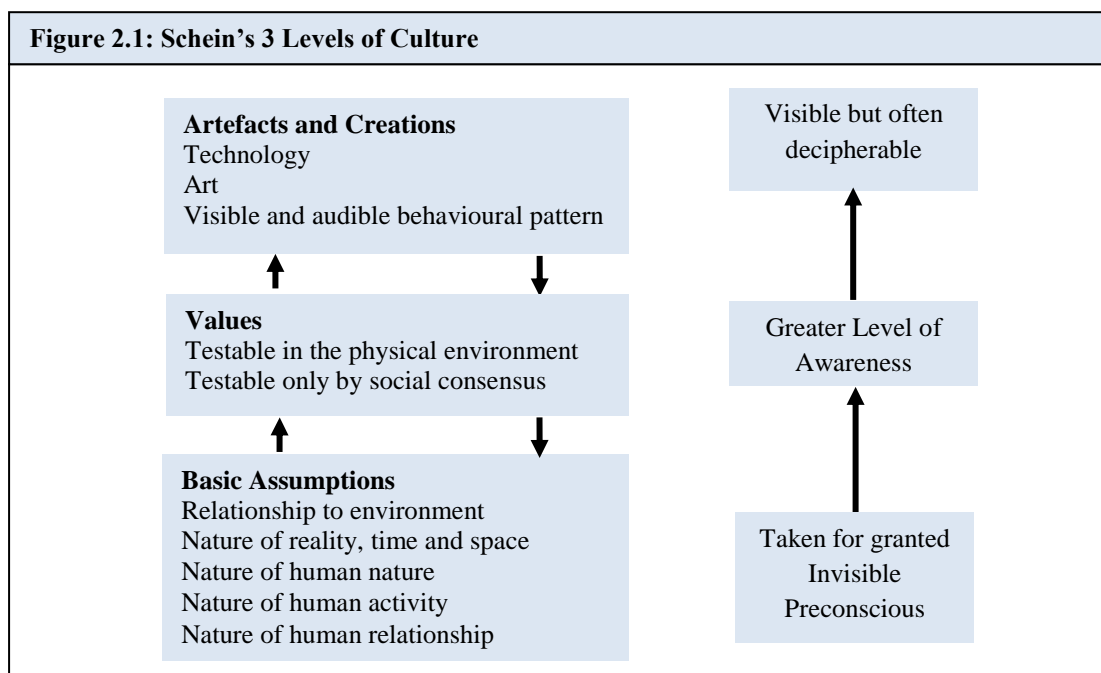 Figure 2.1: Schein's 3 Levels of Culture
Artefacts and Creations
Technology
Art
Visible and audible behavioural pattern
Visible but often
decipherable
Values
Testable in the physical environment
Testable only by social consensus
Greater Level of
Awareness
Basic Assumptions
Relationship to environment
Nature of reality, time and space
Nature of human nature
Nature of human activity
Nature of human relationship
Taken for granted
Invisible
Preconscious